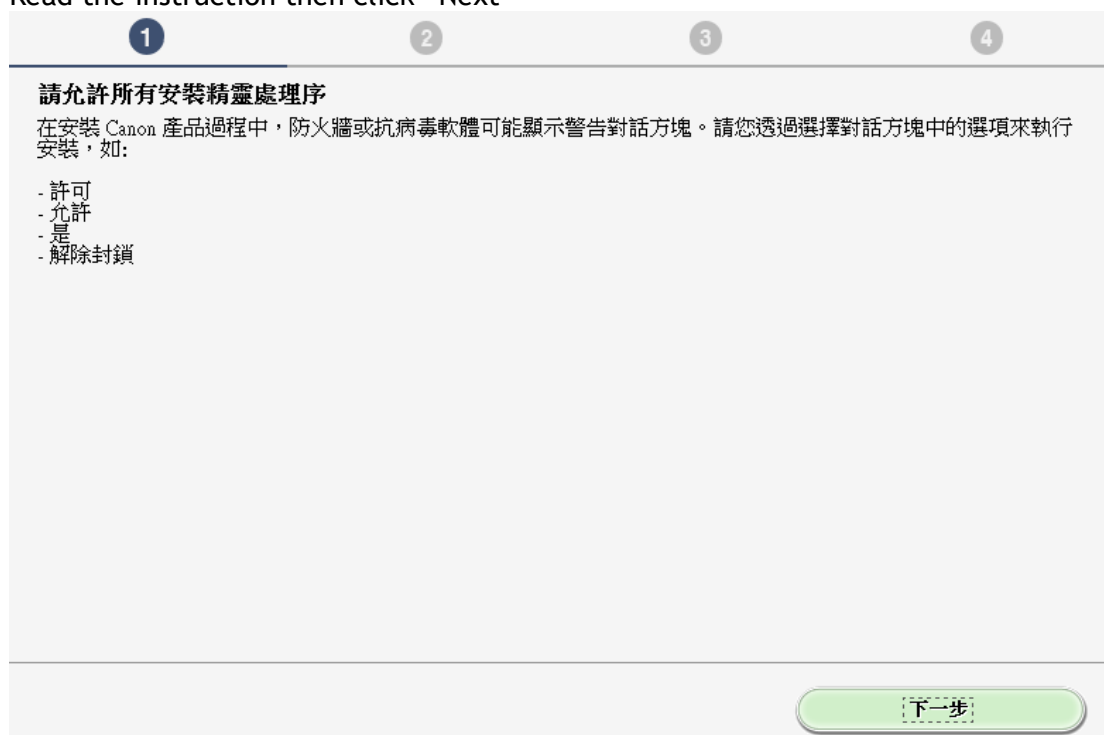 Read the instruction then click "Next"
1 2 3 4
請允許所有安裝精靈處理序
在安裝 Canon 產品過程中，防火牆或抗病毒軟體可能顯示警告對話方塊。請您透過選擇對話方塊中的選項來執行
安裝，如:
- 許可
- 允許
- 是
- 解除封鎖
下一步